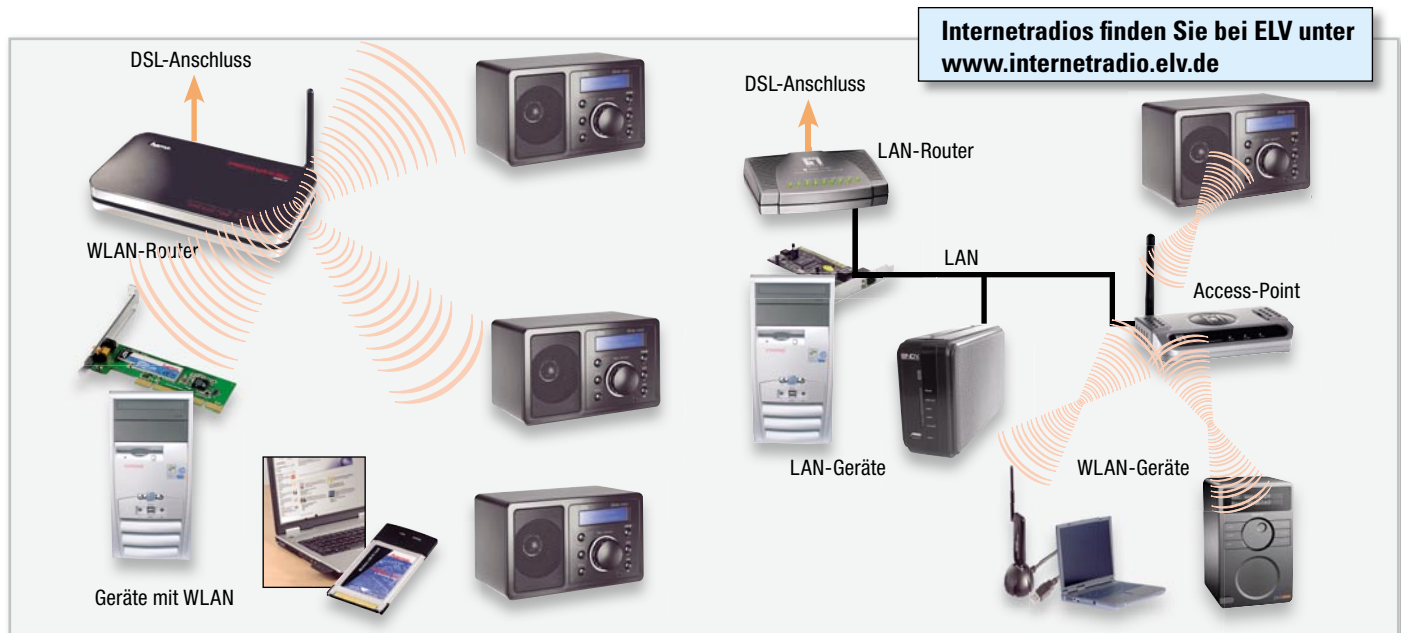 Internetradios finden Sie bei ELV unter
www.internetradio.elv.de
DSL-Anschluss
WLAN-Router
Geräte mit WLAN
DSL-Anschluss
LAN-Router
LAN
Access-Point
LAN-Geräte
WLAN-Geräte